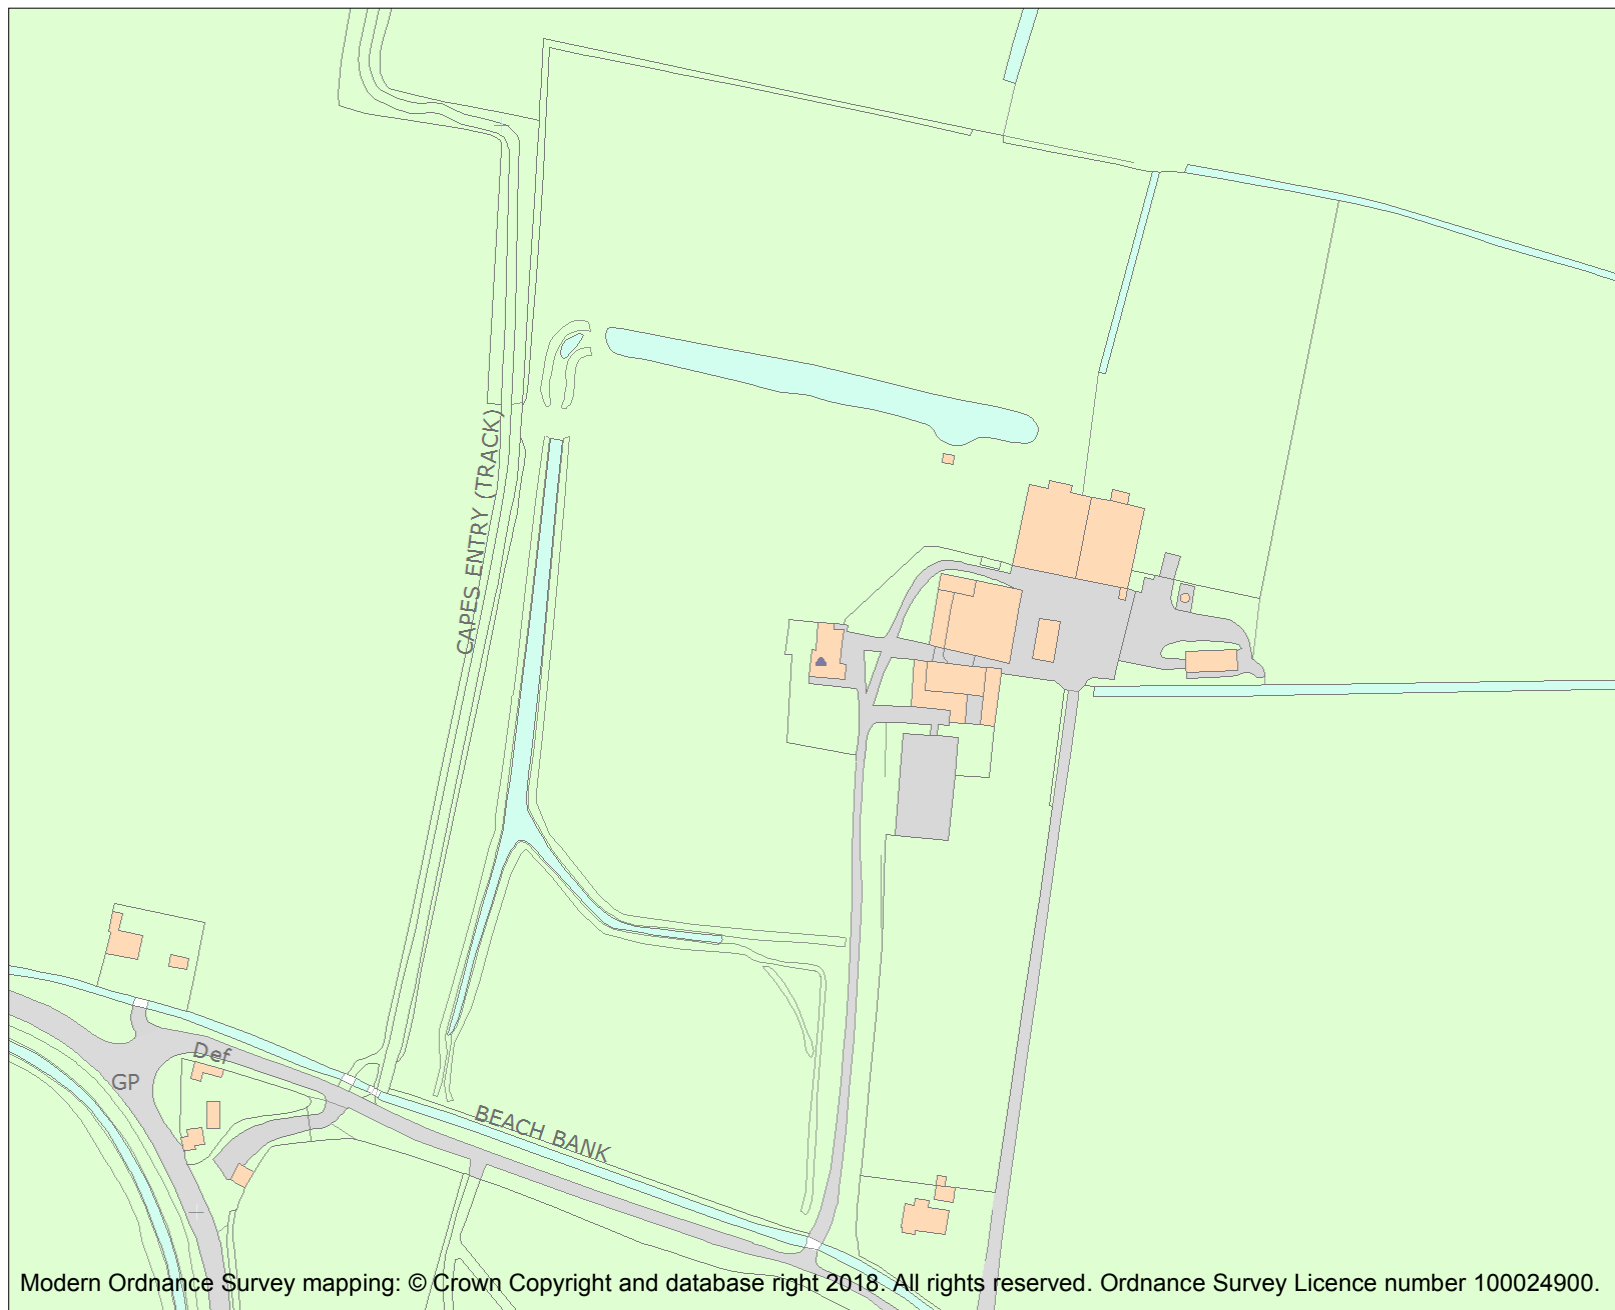 CAPES ENTRY (TRACK)
Def
GP
BEACH BANK
Modern Ordnance Survey mapping: © Crown Copyright and database right 2018. All rights reserved. Ordnance Survey Licence number 100024900.